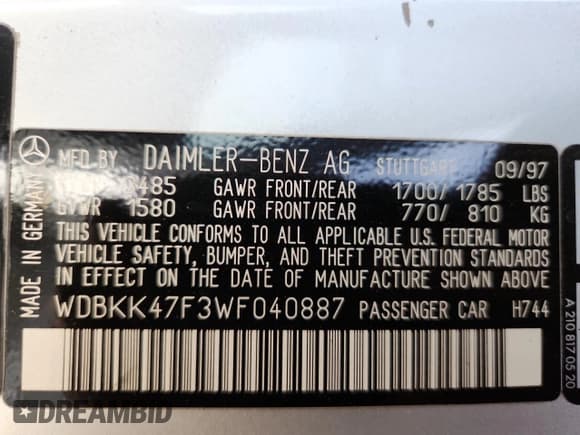 MADE IN GERMANY
MFD BY DAIMLER-BENZ AG STUTTGART 09/97
3485 GAWR FRONT/REAR 1700/1785 LBS
GVWR 1580 GAWR FRONT/REAR 770/ 810 KG
THIS VEHICLE CONFORMS TO ALL APPLICABLE U.S. FEDERAL MOTOR
VEHICLE SAFETY, BUMPER, AND THEFT PREVENTION STANDARDS
IN EFFECT ON THE DATE OF MANUFACTURE SHOWN ABOVE
WDBKK47F3WF040887 PASSENGER CAR H744
A 210 817 05 20
DREAMBID